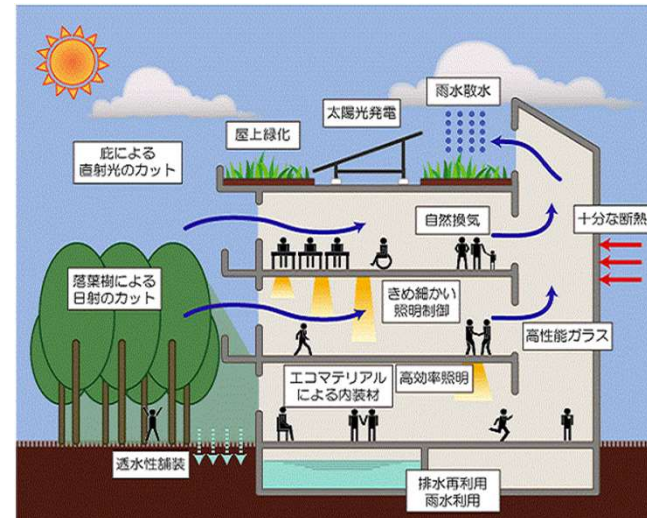 雨水散水
太陽光発電
屋上緑化
庇による
直射光のカット
自然換気
十分な断熱
落葉樹による
日射のカット
きめ細かい
照明制御
高性能ガラス
エコマテリアル
による内装材
高効率照明
透水性舗装
排水再利用
雨水利用